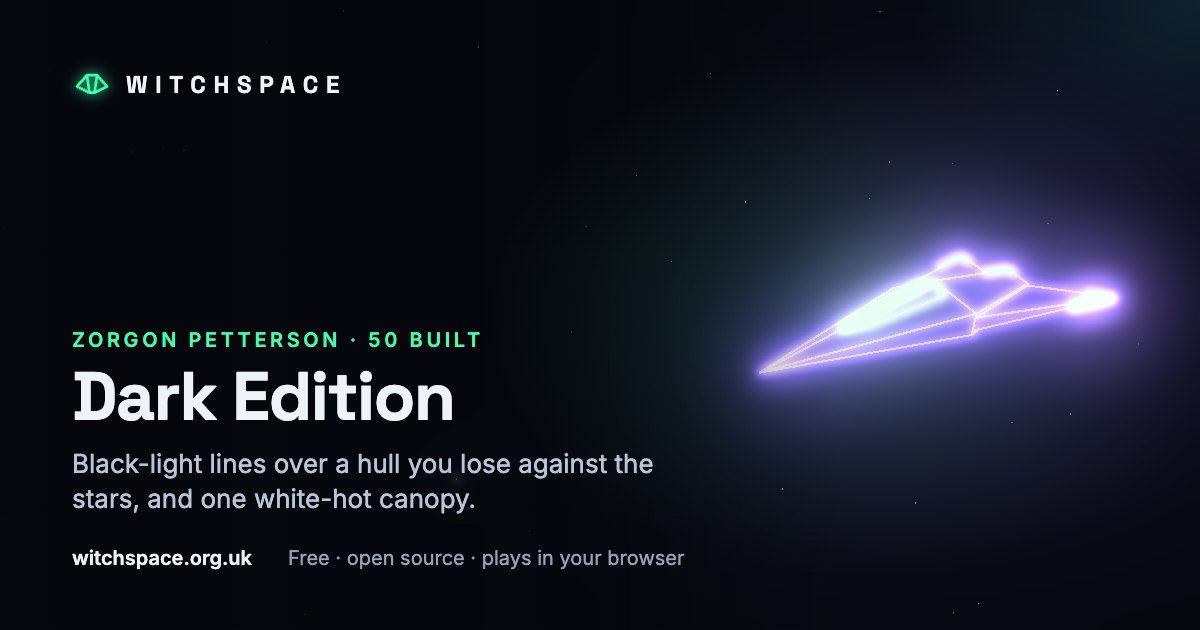 WITCHSPACE
ZORGON PETTERSON · 50 BUILT
Dark Edition
Black-light lines over a hull you lose against the
stars, and one white-hot canopy.
witchspace.org.uk Free · open source · plays in your browser